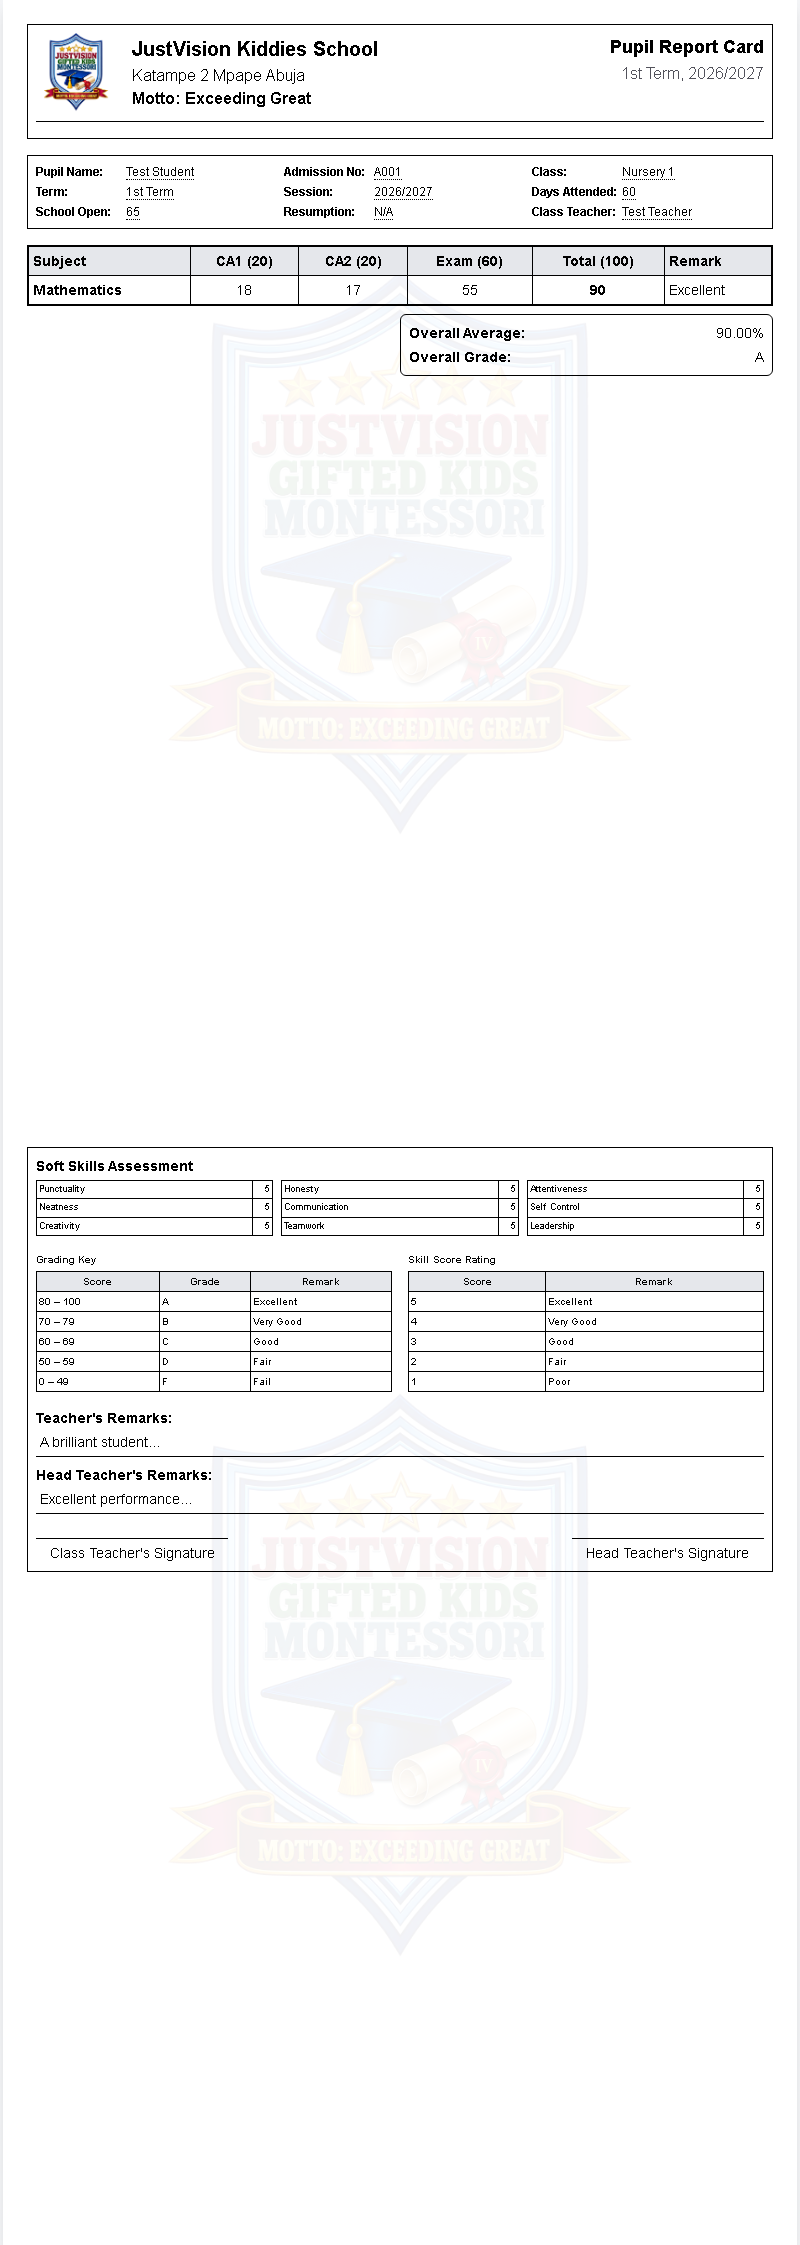 JustVision Kiddies School
Katampe 2 Mpape Abuja
Motto: Exceeding Great
Pupil Report Card
1st Term, 2026/2027
JUSTVISION
GIFTED KIDS
MONTESSORI
Pupil Name: Test Student Admission No: A001 Class: Nursery 1
Term: 1st Term Session: 2026/2027 Days Attended: 60
School Open: 65 Resumption: N/A Class Teacher: Test Teacher
Subject CA1 (20) CA2 (20) Exam (60) Total (100) Remark
Mathematics 18 17 55 90 Excellent
Overall Average: 90.00%
Overall Grade: A
JUSTVISION
GIFTED KIDS
MONTESSORI
IV
MOTTO: EXCEEDING GREAT
Soft Skills Assessment
Punctuality 5 Honesty 5 Attentiveness 5
Neatness 5 Communication 5 Self Control 5
Creativity 5 Teamwork 5 Leadership 5
Grading Key
Score Grade Remark
80 – 100 A Excellent
70 – 79 B Very Good
60 – 69 C Good
50 – 59 D Fair
0 – 49 F Fail
Skill Score Rating
Score Remark
5 Excellent
4 Very Good
3 Good
2 Fair
1 Poor
Teacher's Remarks:
A brilliant student...
Head Teacher's Remarks:
Excellent performance...
Class Teacher's Signature Head Teacher's Signature
JUSTVISION
GIFTED KIDS
MONTESSORI
IV
MOTTO: EXCEEDING GREAT